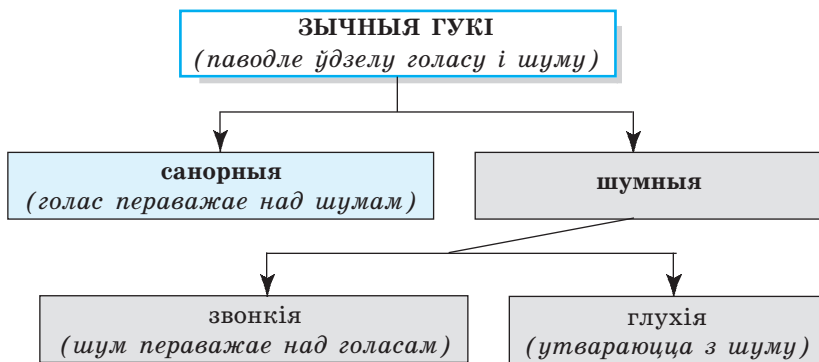 ЗЫЧНЫЯ ГУКІ
(паводле ўдзелу голасу і шуму)
санорныя
(голас пераважае над шумам)
шумныя
звонкія
(шум пераважае над голасам)
глухія
(утвараюцца з шуму)